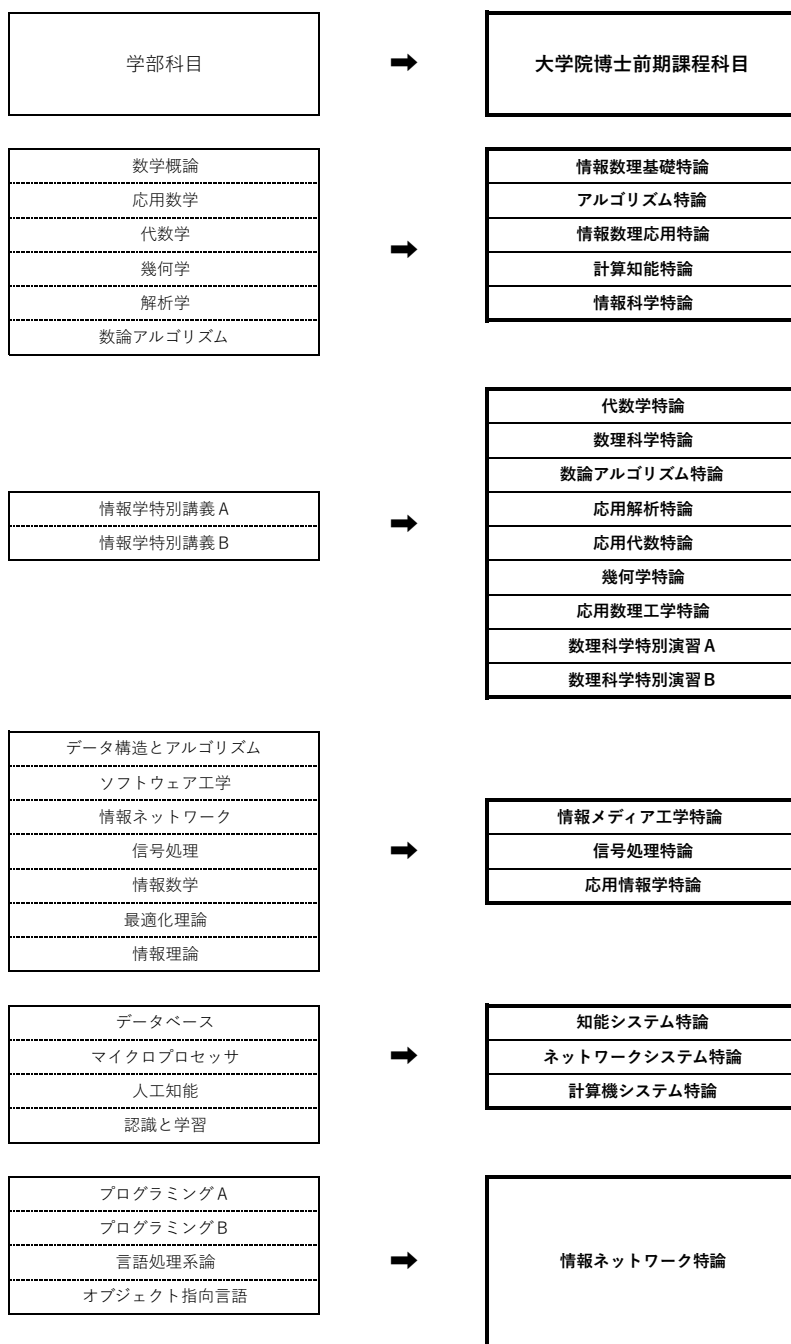 学部科目
➡
大学院博士前期課程科目
数学概論
応用数学
代数学
幾何学
解析学
数論アルゴリズム
➡
情報数理基礎特論
アルゴリズム特論
情報数理応用特論
計算知能特論
情報科学特論
情報学特別講義A
情報学特別講義B
➡
代数学特論
数理科学特論
数論アルゴリズム特論
応用解析特論
応用代数特論
幾何学特論
応用数理工学特論
数理科学特別演習A
数理科学特別演習B
データ構造とアルゴリズム
ソフトウェア工学
情報ネットワーク
信号処理
情報数学
最適化理論
情報理論
➡
情報メディア工学特論
信号処理特論
応用情報学特論
データベース
マイクロプロセッサ
人工知能
認識と学習
➡
知能システム特論
ネットワークシステム特論
計算機システム特論
プログラミングA
プログラミングB
言語処理系論
オブジェクト指向言語
➡
情報ネットワーク特論